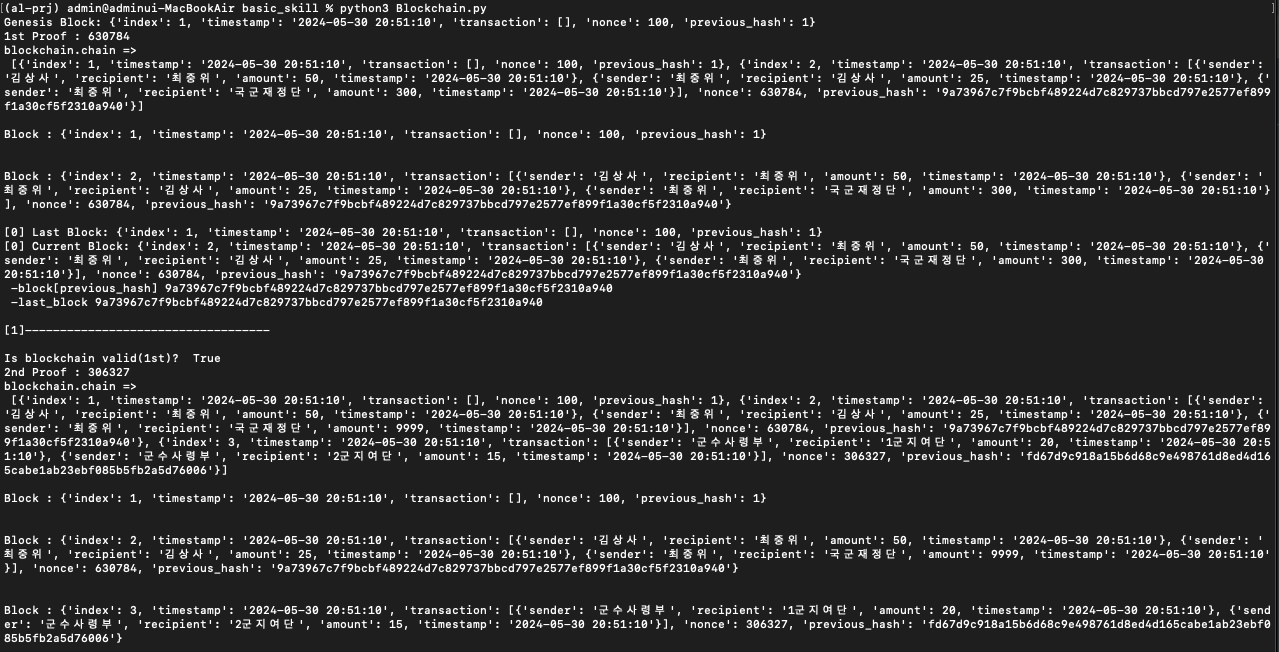 (al-prj) admin@adminui-MacBookAir basic_skill % python3 Blockchain.py
Genesis Block: {'index': 1, 'timestamp': '2024-05-30 20:51:10', 'transaction': [], 'nonce': 100, 'previous_hash': 1}
1st Proof : 630784
blockchain.chain =>
[{'index': 1, 'timestamp': '2024-05-30 20:51:10', 'transaction': [], 'nonce': 100, 'previous_hash': 1}, {'index': 2, 'timestamp': '2024-05-30 20:51:10', 'transaction': [{'sender':
'김상사', 'recipient': '최중위', 'amount': 50, 'timestamp': '2024-05-30 20:51:10'}, {'sender': '최중위', 'recipient': '김상사', 'amount': 25, 'timestamp': '2024-05-30 20:51:10'}, {'
sender': '최중위', 'recipient': '국군재정단', 'amount': 300, 'timestamp': '2024-05-30 20:51:10'}], 'nonce': 630784, 'previous_hash': '9a73967c7f9bcbf489224d7c829737bbcd797e2577ef899
f1a30cf5f2310a940'}]
Block : {'index': 1, 'timestamp': '2024-05-30 20:51:10', 'transaction': [], 'nonce': 100, 'previous_hash': 1}
Block : {'index': 2, 'timestamp': '2024-05-30 20:51:10', 'transaction': [{'sender': '김상사', 'recipient': '최중위', 'amount': 50, 'timestamp': '2024-05-30 20:51:10'}, {'sender': '
최중위', 'recipient': '김상사', 'amount': 25, 'timestamp': '2024-05-30 20:51:10'}, {'sender': '최중위', 'recipient': '국군재정단', 'amount': 300, 'timestamp': '2024-05-30 20:51:10'}
], 'nonce': 630784, 'previous_hash': '9a73967c7f9bcbf489224d7c829737bbcd797e2577ef899f1a30cf5f2310a940'}
[0] Last Block: {'index': 1, 'timestamp': '2024-05-30 20:51:10', 'transaction': [], 'nonce': 100, 'previous_hash': 1}
[0] Current Block: {'index': 2, 'timestamp': '2024-05-30 20:51:10', 'transaction': [{'sender': '김상사', 'recipient': '최중위', 'amount': 50, 'timestamp': '2024-05-30 20:51:10'}, {'
sender': '최중위', 'recipient': '김상사', 'amount': 25, 'timestamp': '2024-05-30 20:51:10'}, {'sender': '최중위', 'recipient': '국군재정단', 'amount': 300, 'timestamp': '2024-05-30
20:51:10'}], 'nonce': 630784, 'previous_hash': '9a73967c7f9bcbf489224d7c829737bbcd797e2577ef899f1a30cf5f2310a940'}
-block[previous_hash] 9a73967c7f9bcbf489224d7c829737bbcd797e2577ef899f1a30cf5f2310a940
-last_block 9a73967c7f9bcbf489224d7c829737bbcd797e2577ef899f1a30cf5f2310a940
[1]-----------------------------------
Is blockchain valid(1st)?  True
2nd Proof : 306327
blockchain.chain =>
[{'index': 1, 'timestamp': '2024-05-30 20:51:10', 'transaction': [], 'nonce': 100, 'previous_hash': 1}, {'index': 2, 'timestamp': '2024-05-30 20:51:10', 'transaction': [{'sender':
'김상사', 'recipient': '최중위', 'amount': 50, 'timestamp': '2024-05-30 20:51:10'}, {'sender': '최중위', 'recipient': '김상사', 'amount': 25, 'timestamp': '2024-05-30 20:51:10'}, {'
sender': '최중위', 'recipient': '국군재정단', 'amount': 9999, 'timestamp': '2024-05-30 20:51:10'}], 'nonce': 630784, 'previous_hash': '9a73967c7f9bcbf489224d7c829737bbcd797e2577ef89
9f1a30cf5f2310a940'}, {'index': 3, 'timestamp': '2024-05-30 20:51:10', 'transaction': [{'sender': '군수사령부', 'recipient': '1군지여단', 'amount': 20, 'timestamp': '2024-05-30 20:5
1:10'}, {'sender': '군수사령부', 'recipient': '2군지여단', 'amount': 15, 'timestamp': '2024-05-30 20:51:10'}], 'nonce': 306327, 'previous_hash': 'fd67d9c918a15b6d68c9e498761d8ed4d16
5cabe1ab23ebf085b5fb2a5d76006'}]
Block : {'index': 1, 'timestamp': '2024-05-30 20:51:10', 'transaction': [], 'nonce': 100, 'previous_hash': 1}
Block : {'index': 2, 'timestamp': '2024-05-30 20:51:10', 'transaction': [{'sender': '김상사', 'recipient': '최중위', 'amount': 50, 'timestamp': '2024-05-30 20:51:10'}, {'sender': '
최중위', 'recipient': '김상사', 'amount': 25, 'timestamp': '2024-05-30 20:51:10'}, {'sender': '최중위', 'recipient': '국군재정단', 'amount': 9999, 'timestamp': '2024-05-30 20:51:10'
}], 'nonce': 630784, 'previous_hash': '9a73967c7f9bcbf489224d7c829737bbcd797e2577ef899f1a30cf5f2310a940'}
Block : {'index': 3, 'timestamp': '2024-05-30 20:51:10', 'transaction': [{'sender': '군수사령부', 'recipient': '1군지여단', 'amount': 20, 'timestamp': '2024-05-30 20:51:10'}, {'send
er': '군수사령부', 'recipient': '2군지여단', 'amount': 15, 'timestamp': '2024-05-30 20:51:10'}], 'nonce': 306327, 'previous_hash': 'fd67d9c918a15b6d68c9e498761d8ed4d165cabe1ab23ebf0
85b5fb2a5d76006'}